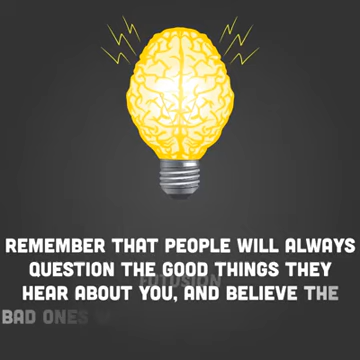 REMEMBER THAT PEOPLE WILL ALWAYS
QUESTION THE GOOD THINGS THEY
HEAR ABOUT YOU, AND BELIEVE THE
BAD ONES